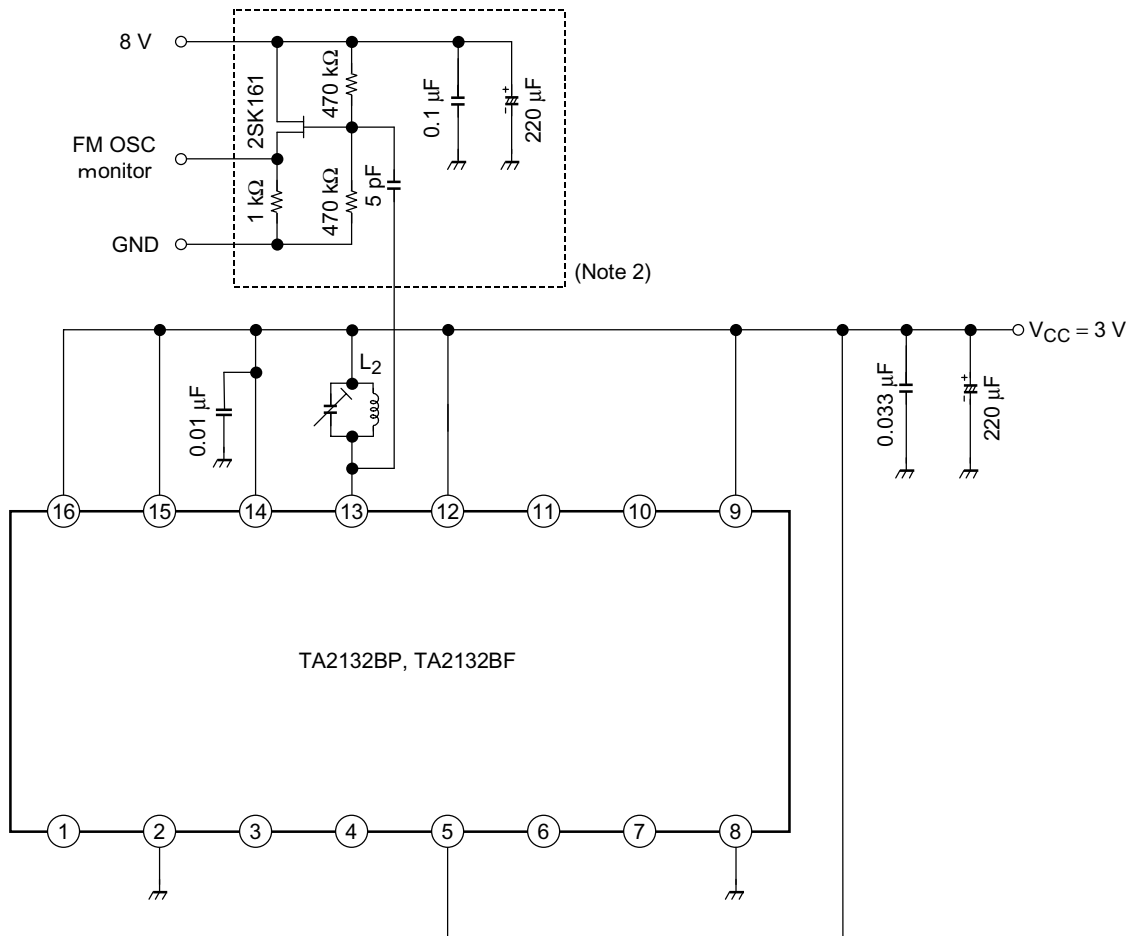 8 V
2SK161
470 kΩ
0.1 μF
- +
220 μF
FM OSC
monitor
1 kΩ
470 kΩ
5 pF
GND
(Note 2)
VCC = 3 V
L2
0.01 μF
0.033 μF
- +
220 μF
16
15
14
13
12
11
10
9
TA2132BP, TA2132BF
1
2
3
4
5
6
7
8